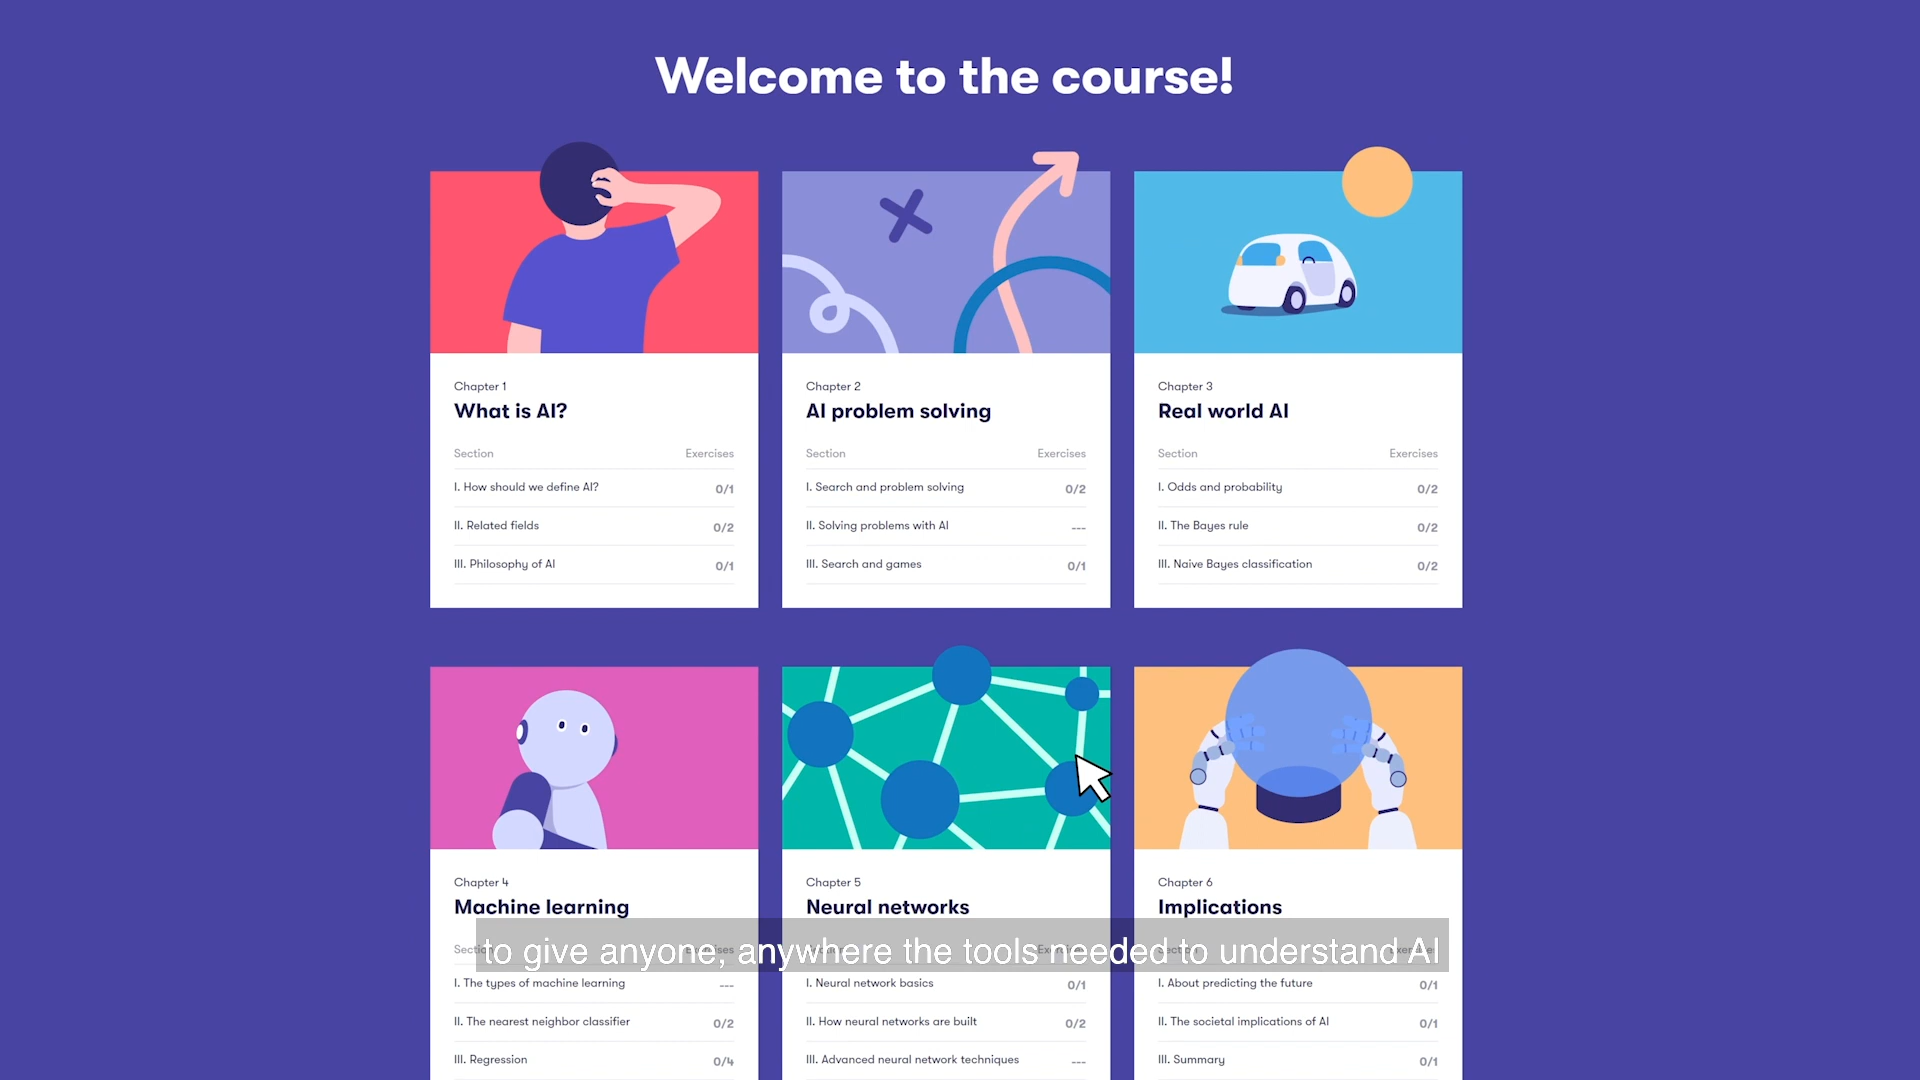 Welcome to the course!
Chapter 1
What is AI?
Section Exercises
I. How should we define AI? 0/1
II. Related fields 0/2
III. Philosophy of AI 0/1
Chapter 2
AI problem solving
Section Exercises
I. Search and problem solving 0/2
II. Solving problems with AI ---
III. Search and games 0/1
Chapter 3
Real world AI
Section Exercises
I. Odds and probability 0/2
II. The Bayes rule 0/2
III. Naive Bayes classification 0/2
Chapter 4
Machine learning
Section Exercises
I. The types of machine learning ---
II. The nearest neighbor classifier 0/2
III. Regression 0/4
Chapter 5
Neural networks
I. Neural network basics 0/1
II. How neural networks are built 0/2
III. Advanced neural network techniques ---
Chapter 6
Implications
Section Exercises
I. About predicting the future 0/1
II. The societal implications of AI 0/1
III. Summary 0/1
to give anyone, anywhere the tools needed to understand AI